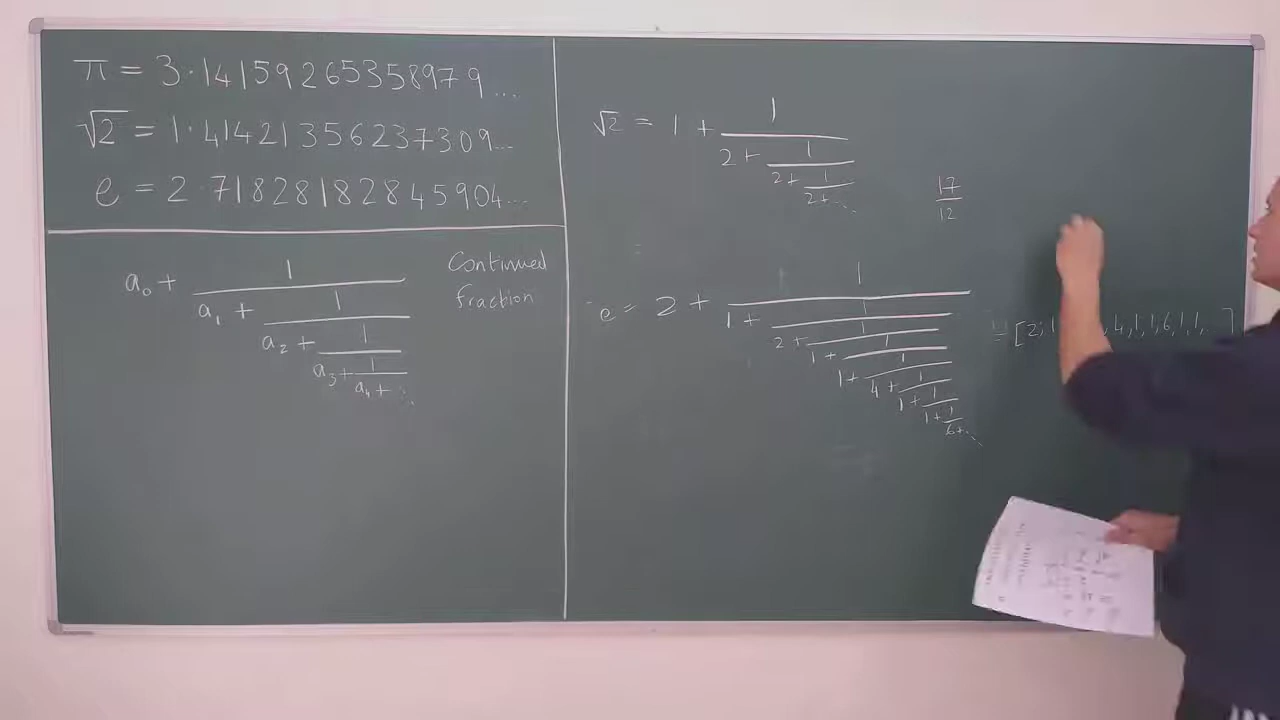 π = 3.14159265358979...
√2 = 1.41421356237309...
e = 2.71828182845904...
a₀ + 1
a₁ + 1
a₂ + 1
a₃ + 1
a₄ + ...
Continued
fraction
√2 = 1 + 1
2 + 1
2 + 1
2 + ...
17
12
e = 2 + 1
1 + 1
2 + 1
1 + 1
1 + 1
4 + 1
1 + 1
1 + 1
6 + ...
= [2; 1 , 4, 1, 1, 6, 1, 1, ... ]